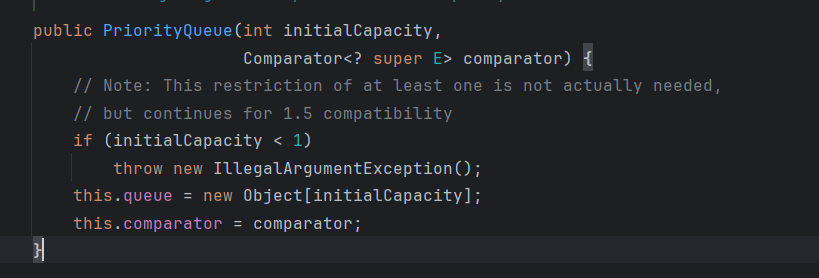 public PriorityQueue(int initialCapacity,
                     Comparator<? super E> comparator) {
    // Note: This restriction of at least one is not actually needed,
    // but continues for 1.5 compatibility
    if (initialCapacity < 1)
        throw new IllegalArgumentException();
    this.queue = new Object[initialCapacity];
    this.comparator = comparator;
}